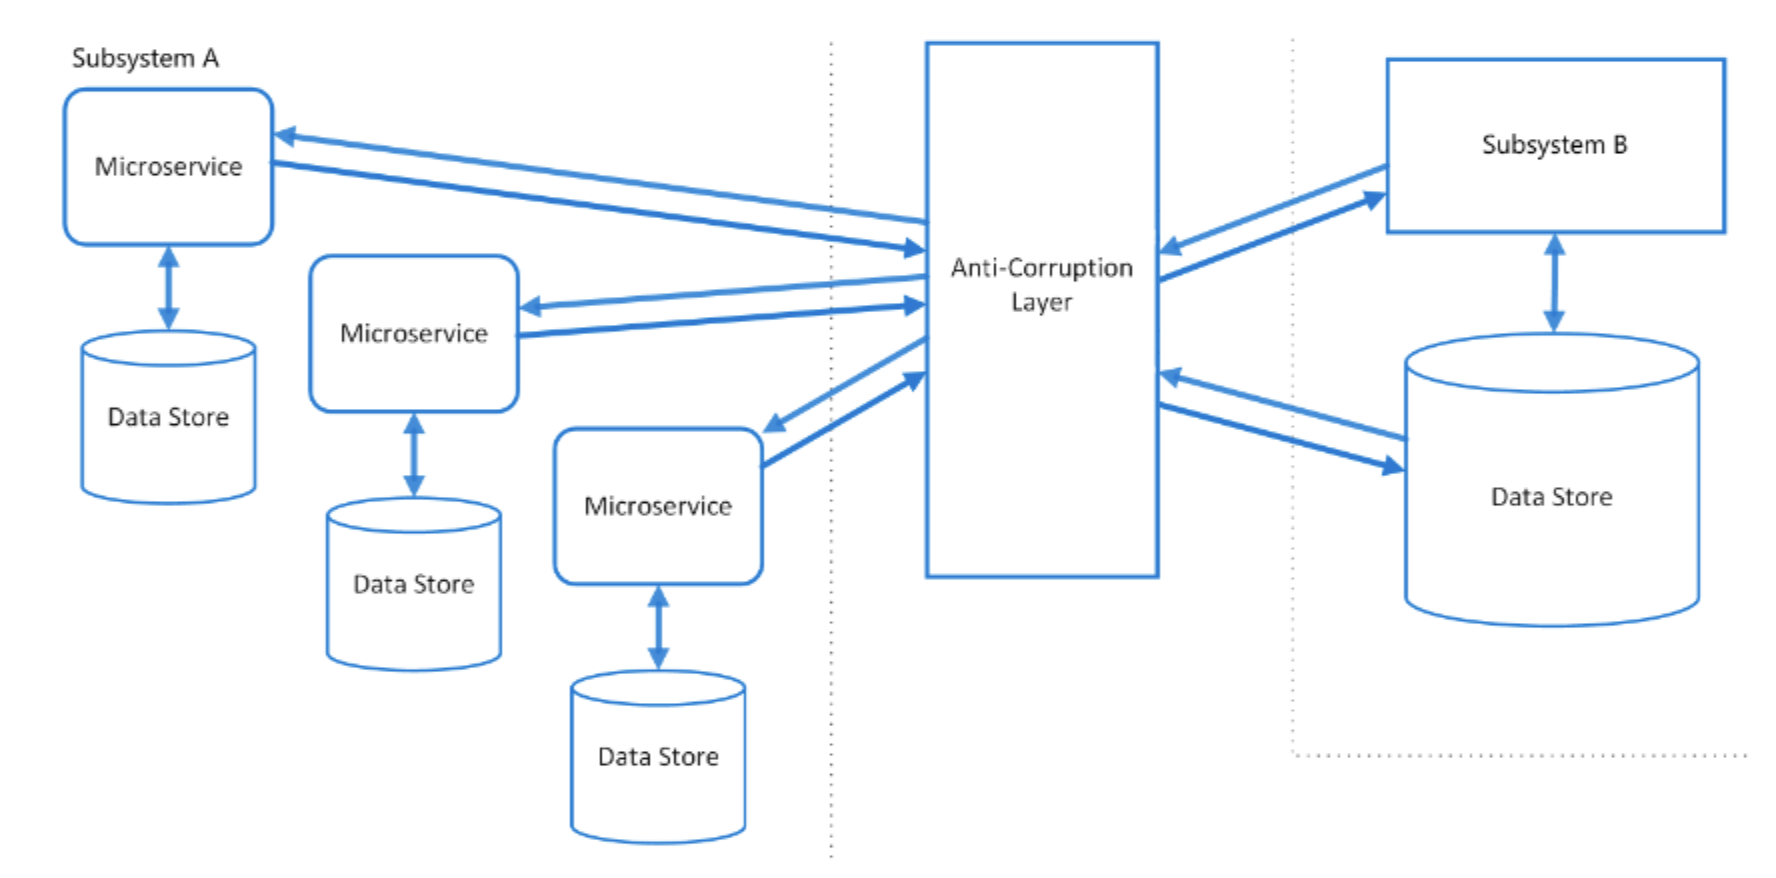 Subsystem A
Microservice
Data Store
Microservice
Data Store
Microservice
Data Store
Anti-Corruption
Layer
Subsystem B
Data Store